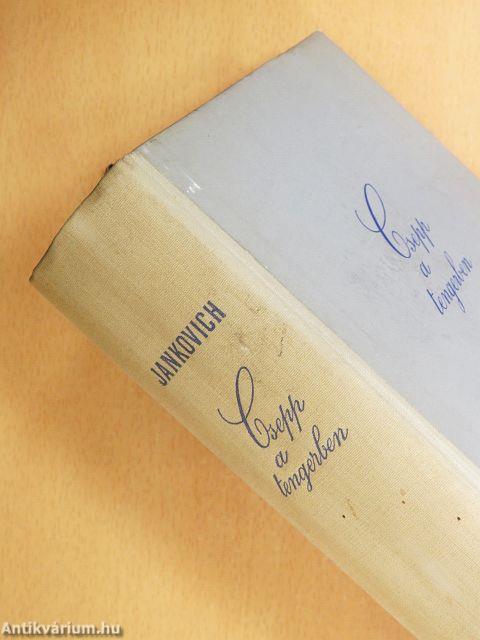 JANKOVICH
Csepp
a
tengerben
Csepp
a
tengerben
Antikvárium.hu